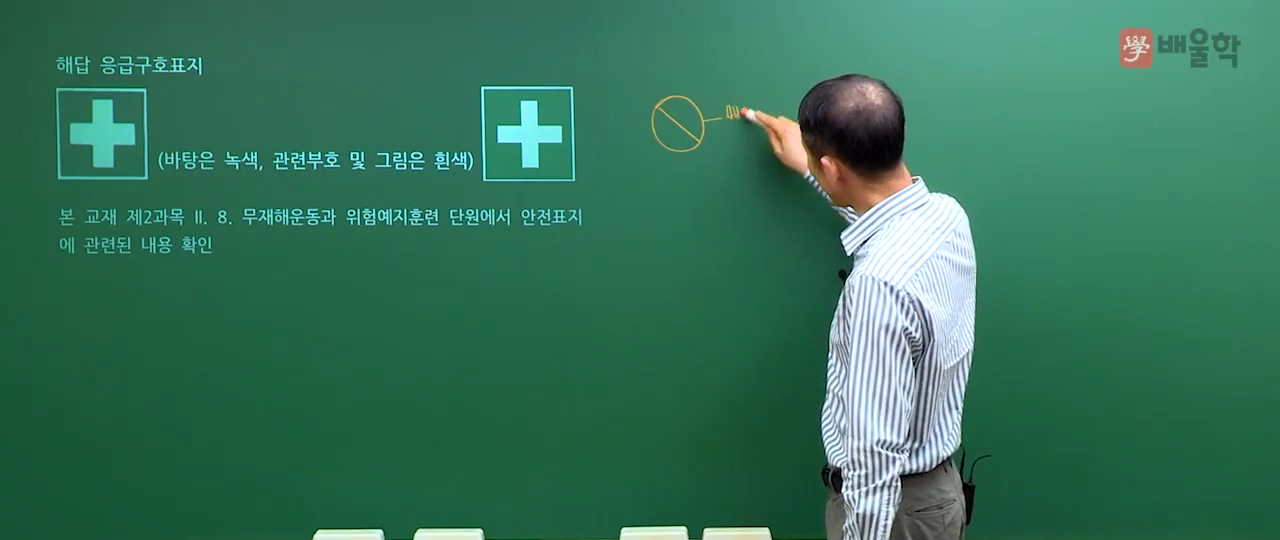 해답 응급구호표지
(바탕은 녹색, 관련부호 및 그림은 흰색)
본 교재 제2과목 Ⅱ. 8. 무재해운동과 위험예지훈련 단원에서 안전표지
에 관련된 내용 확인
學 배울학